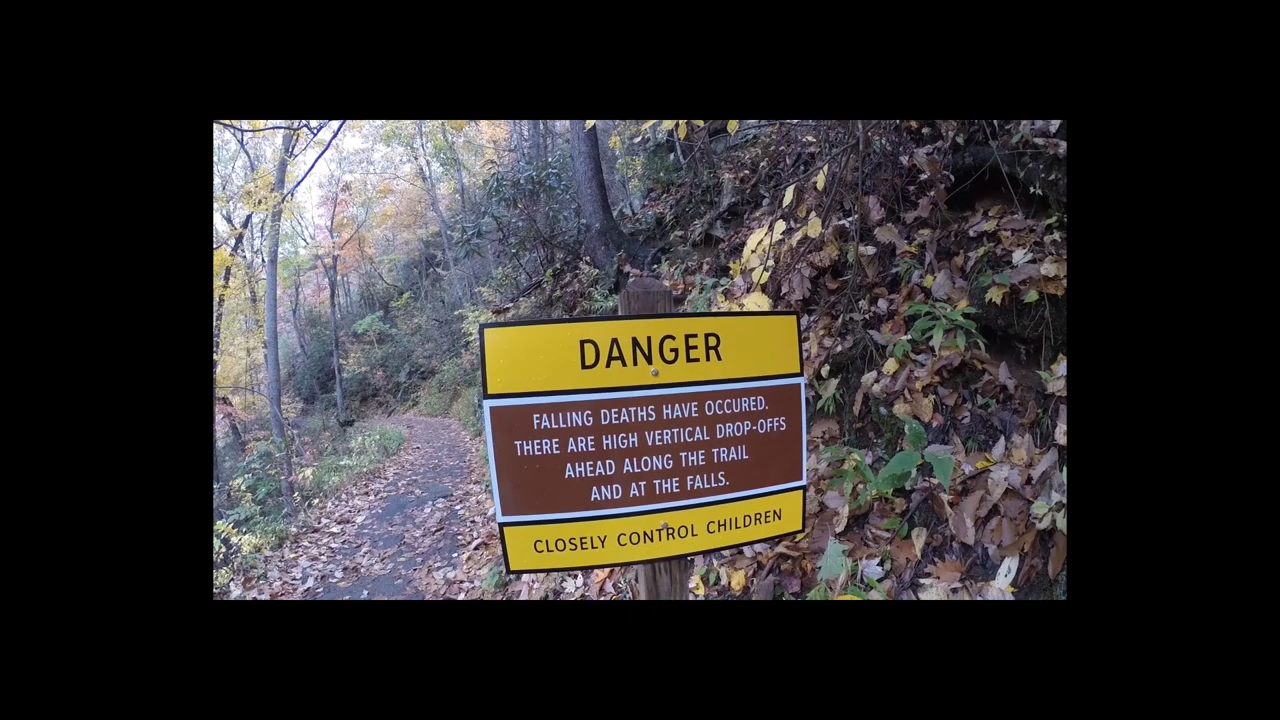 DANGER
FALLING DEATHS HAVE OCCURED.
THERE ARE HIGH VERTICAL DROP-OFFS
AHEAD ALONG THE TRAIL
AND AT THE FALLS.
CLOSELY CONTROL CHILDREN